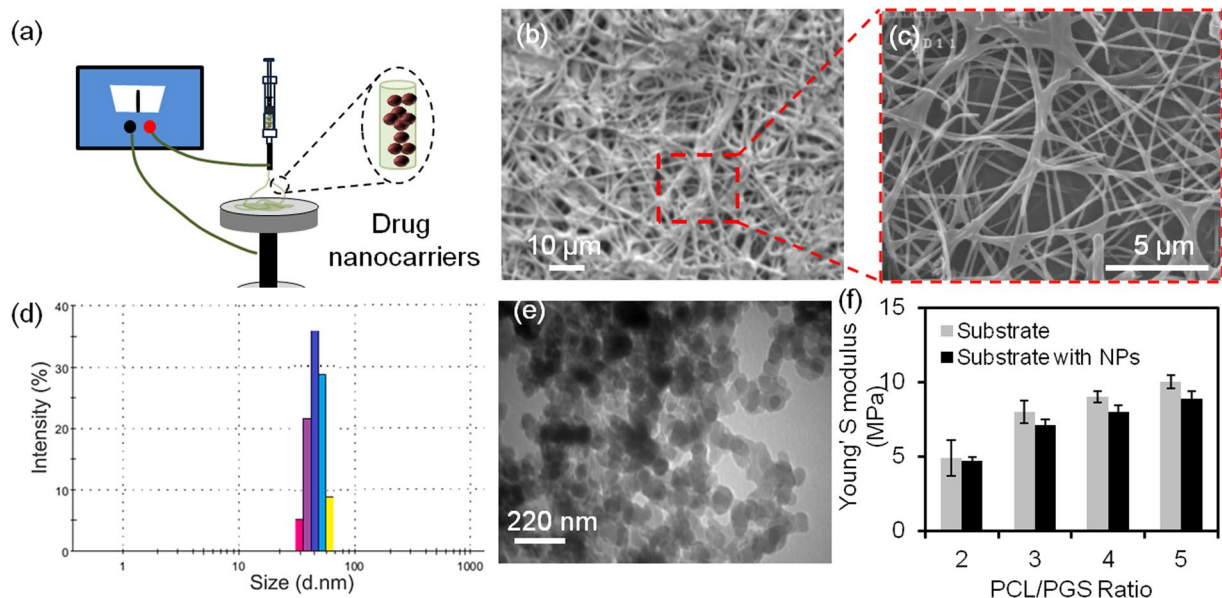 (a)
Drug
nanocarriers
(b)
10 µm
(c)
D11
5 µm
(d)
Intensity (%)
40
30
20
10
0
1
10
100
1000
Size (d.nm)
(e)
220 nm
(f)
Young' S modulus
(MPa)
15
10
5
0
Substrate
Substrate with NPs
2
3
4
5
PCL/PGS Ratio